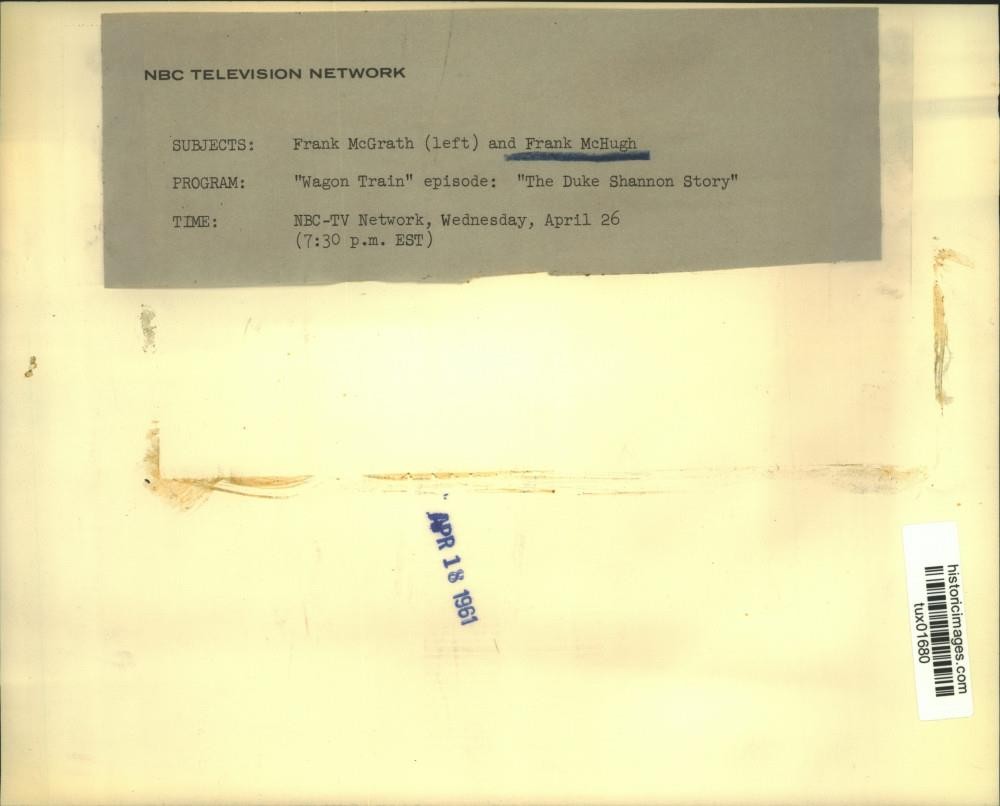 NBC TELEVISION NETWORK
SUBJECTS: Frank McGrath (left) and Frank McHugh
PROGRAM: "Wagon Train" episode: "The Duke Shannon Story"
TIME: NBC-TV Network, Wednesday, April 26
(7:30 p.m. EST)
APR 18 1961
historicimages.com
tux01680